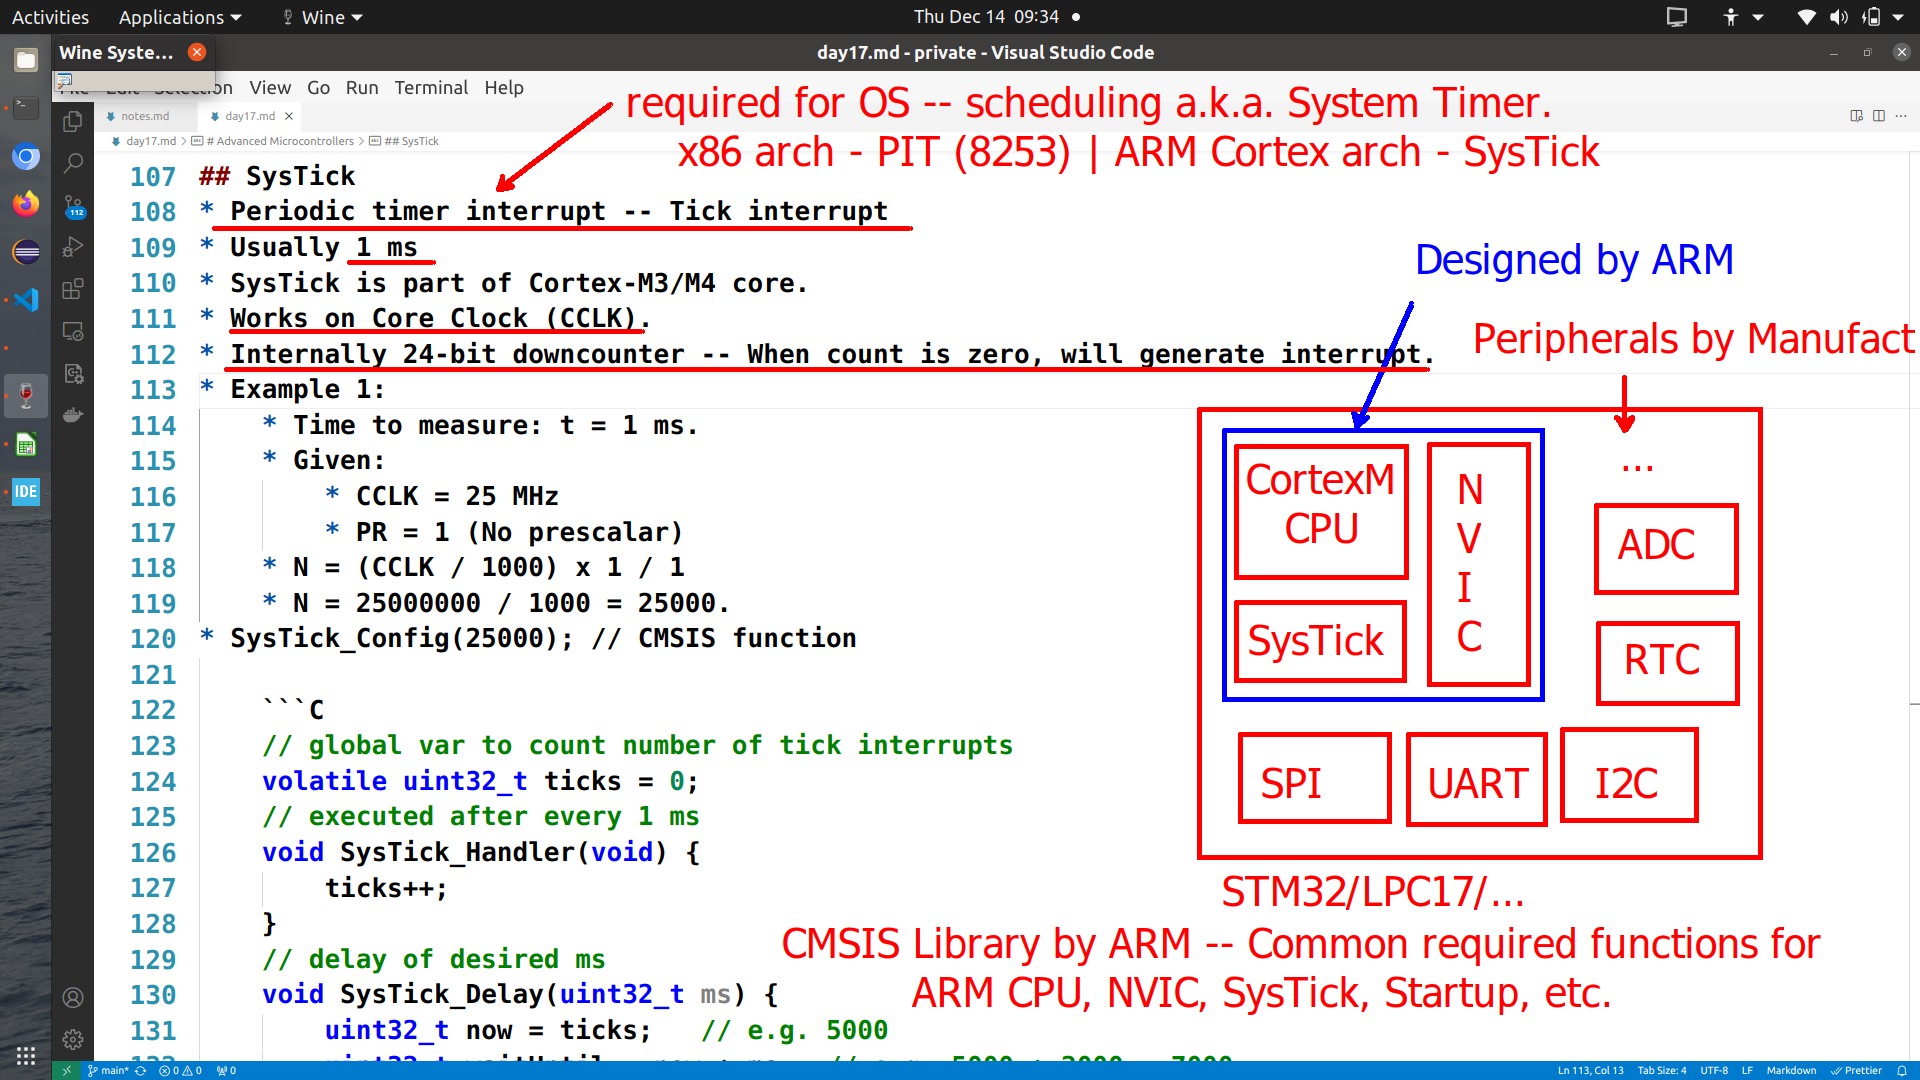 Activities Applications Wine Thu Dec 14 09:34
Wine Syste... day17.md - private - Visual Studio Code
View Go Run Terminal Help
notes.md day17.md
day17.md > # Advanced Microcontrollers > ## SysTick
required for OS -- scheduling a.k.a. System Timer.
x86 arch - PIT (8253) | ARM Cortex arch - SysTick
107 ## SysTick
108 * Periodic timer interrupt -- Tick interrupt
109 * Usually 1 ms
110 * SysTick is part of Cortex-M3/M4 core.
111 * Works on Core Clock (CCLK).
112 * Internally 24-bit downcounter -- When count is zero, will generate interrupt.
113 * Example 1:
114 * Time to measure: t = 1 ms.
115 * Given:
116 * CCLK = 25 MHz
117 * PR = 1 (No prescalar)
118 * N = (CCLK / 1000) x 1 / 1
119 * N = 25000000 / 1000 = 25000.
120 * SysTick_Config(25000); // CMSIS function
121
122 ```C
123 // global var to count number of tick interrupts
124 volatile uint32_t ticks = 0;
125 // executed after every 1 ms
126 void SysTick_Handler(void) {
127 ticks++;
128 }
129 // delay of desired ms
130 void SysTick_Delay(uint32_t ms) {
131 uint32_t now = ticks; // e.g. 5000
Designed by ARM
Peripherals by Manufact
CortexM
CPU
N
V
I
C
SysTick
...
ADC
RTC
SPI
UART
I2C
STM32/LPC17/...
CMSIS Library by ARM -- Common required functions for
ARM CPU, NVIC, SysTick, Startup, etc.
112
IDE
main* 0 0 0 Ln 113, Col 13 Tab Size: 4 UTF-8 LF Markdown Prettier